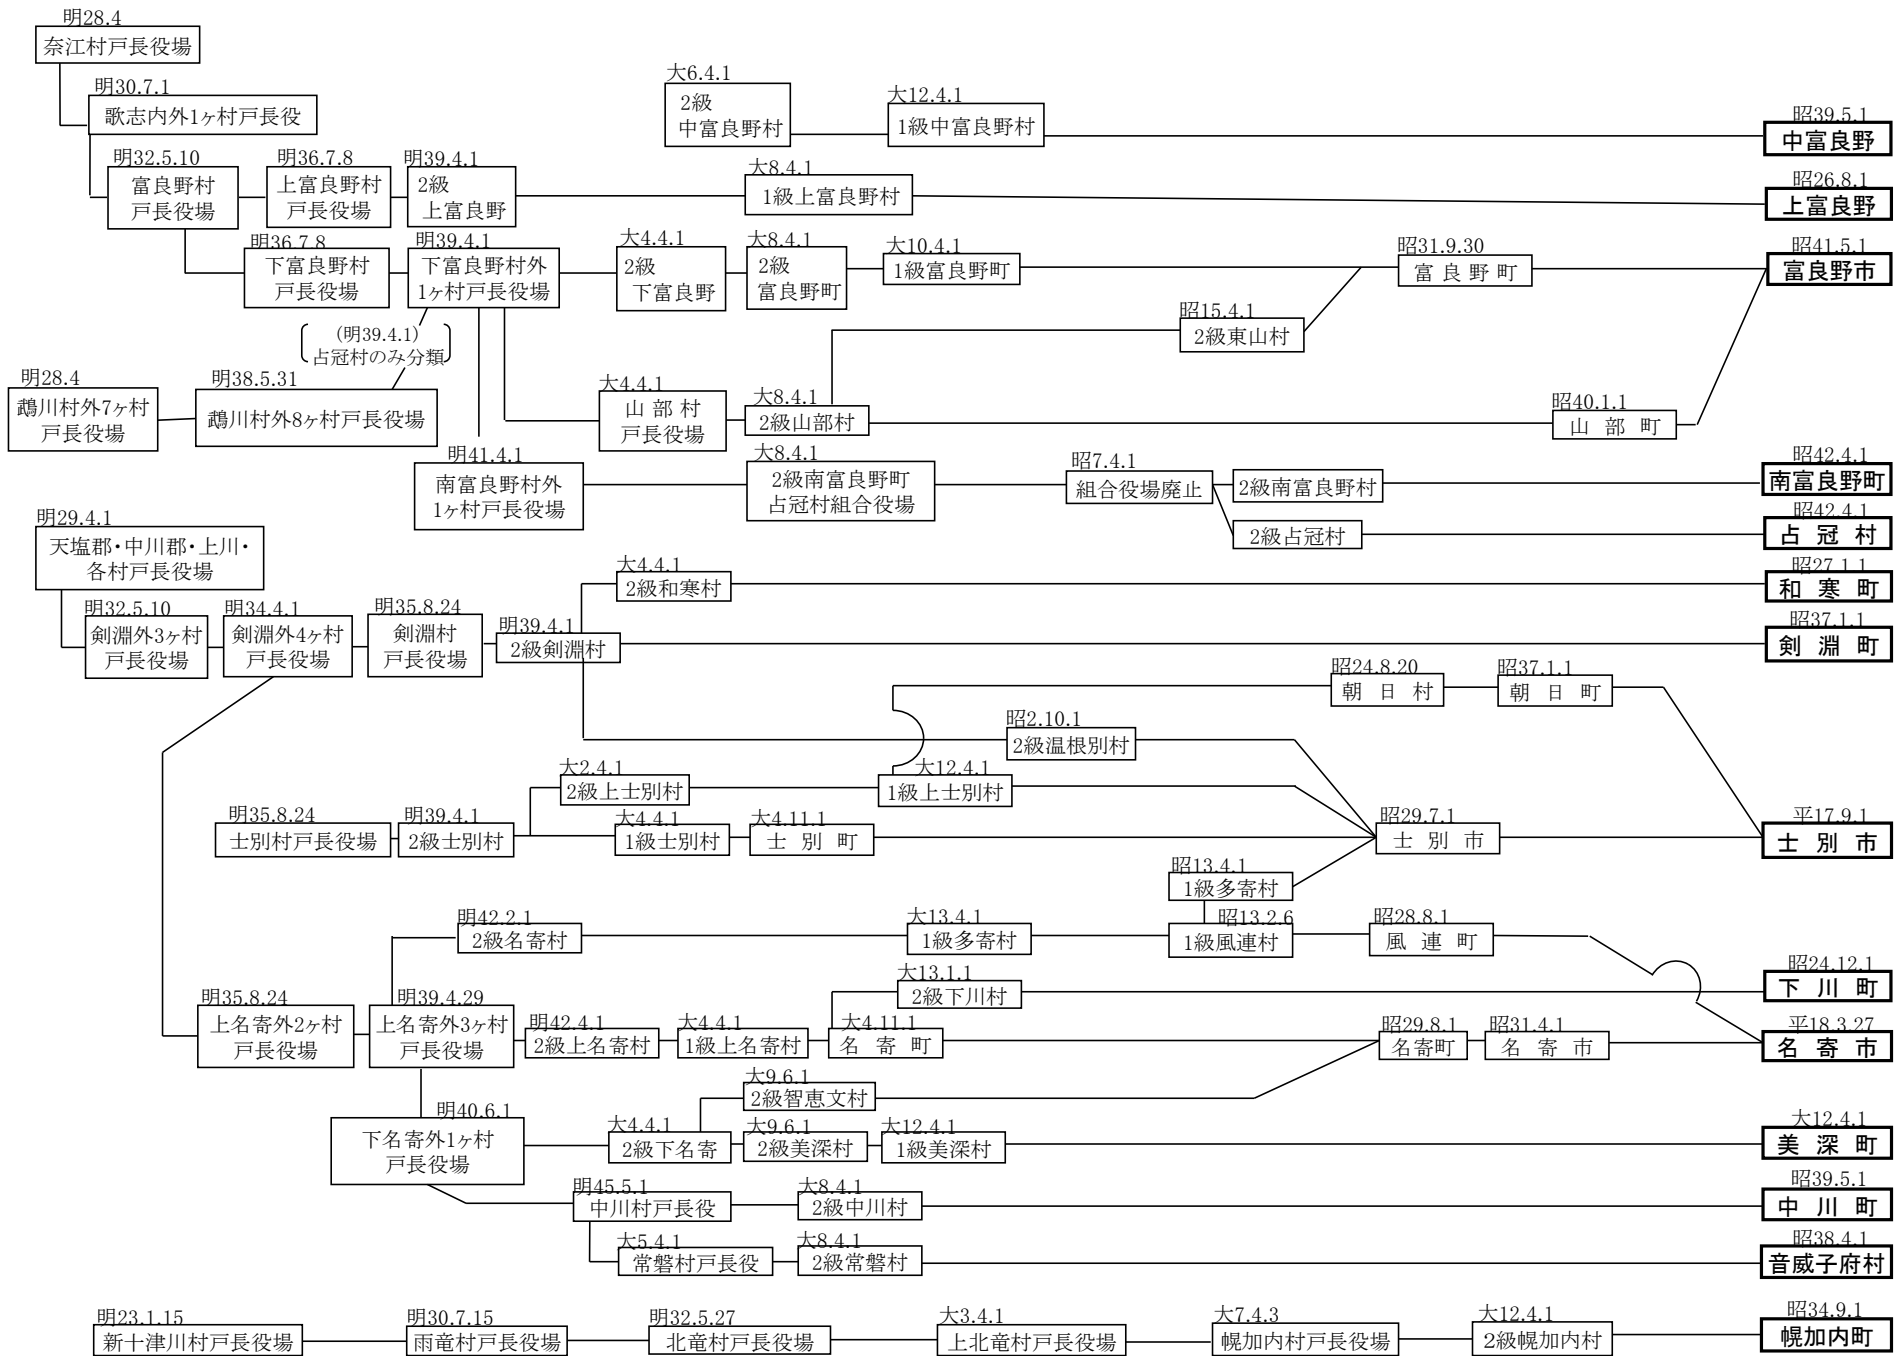 明28.4
奈江村戸長役場
明30.7.1
歌志内外1ヶ村戸長役
大6.4.1
2級
中富良野村
大12.4.1
1級中富良野村
昭39.5.1
中富良野
明32.5.10
富良野村
戸長役場
明36.7.8
上富良野村
戸長役場
明39.4.1
2級
上富良野
大8.4.1
1級上富良野村
昭26.8.1
上富良野
明36.7.8
下富良野村
戸長役場
明39.4.1
下富良野村外
1ヶ村戸長役場
大4.4.1
2級
下富良野
大8.4.1
2級
富良野町
大10.4.1
1級富良野町
昭31.9.30
富良野町
昭41.5.1
富良野市
(明39.4.1)
占冠村のみ分類
昭15.4.1
2級東山村
明28.4
鵡川村外7ヶ村
戸長役場
明38.5.31
鵡川村外8ヶ村戸長役場
大4.4.1
山部村
戸長役場
大8.4.1
2級山部村
昭40.1.1
山部町
明41.4.1
南富良野村外
1ヶ村戸長役場
大8.4.1
2級南富良野町
占冠村組合役場
昭7.4.1
組合役場廃止
2級南富良野村
昭42.4.1
南富良野町
2級占冠村
昭42.4.1
占冠村
明29.4.1
天塩郡・中川郡・上川・
各村戸長役場
大4.4.1
2級和寒村
昭27.1.1
和寒町
明32.5.10
剣淵外3ヶ村
戸長役場
明34.4.1
剣淵外4ヶ村
戸長役場
明35.8.24
剣淵村
戸長役場
明39.4.1
2級剣淵村
昭37.1.1
剣淵町
昭24.8.20
朝日村
昭37.1.1
朝日町
昭2.10.1
2級温根別村
大2.4.1
2級上士別村
大12.4.1
1級上士別村
明35.8.24
士別村戸長役場
明39.4.1
2級士別村
大4.4.1
1級士別村
大4.11.1
士別町
昭29.7.1
士別市
平17.9.1
士別市
昭13.4.1
1級多寄村
明42.2.1
2級名寄村
大13.4.1
1級多寄村
昭13.2.6
1級風連村
昭28.8.1
風連町
大13.1.1
2級下川村
昭24.12.1
下川町
明35.8.24
上名寄外2ヶ村
戸長役場
明39.4.29
上名寄外3ヶ村
戸長役場
明42.4.1
2級上名寄村
大4.4.1
1級上名寄村
大4.11.1
名寄町
昭29.8.1
名寄町
昭31.4.1
名寄市
平18.3.27
名寄市
大9.6.1
2級智恵文村
明40.6.1
下名寄外1ヶ村
戸長役場
大4.4.1
2級下名寄
大9.6.1
2級美深村
大12.4.1
1級美深村
大12.4.1
美深町
明45.5.1
中川村戸長役
大8.4.1
2級中川村
昭39.5.1
中川町
大5.4.1
常磐村戸長役
大8.4.1
2級常磐村
昭38.4.1
音威子府村
明23.1.15
新十津川村戸長役場
明30.7.15
雨竜村戸長役場
明32.5.27
北竜村戸長役場
大3.4.1
上北竜村戸長役場
大7.4.3
幌加内村戸長役場
大12.4.1
2級幌加内村
昭34.9.1
幌加内町